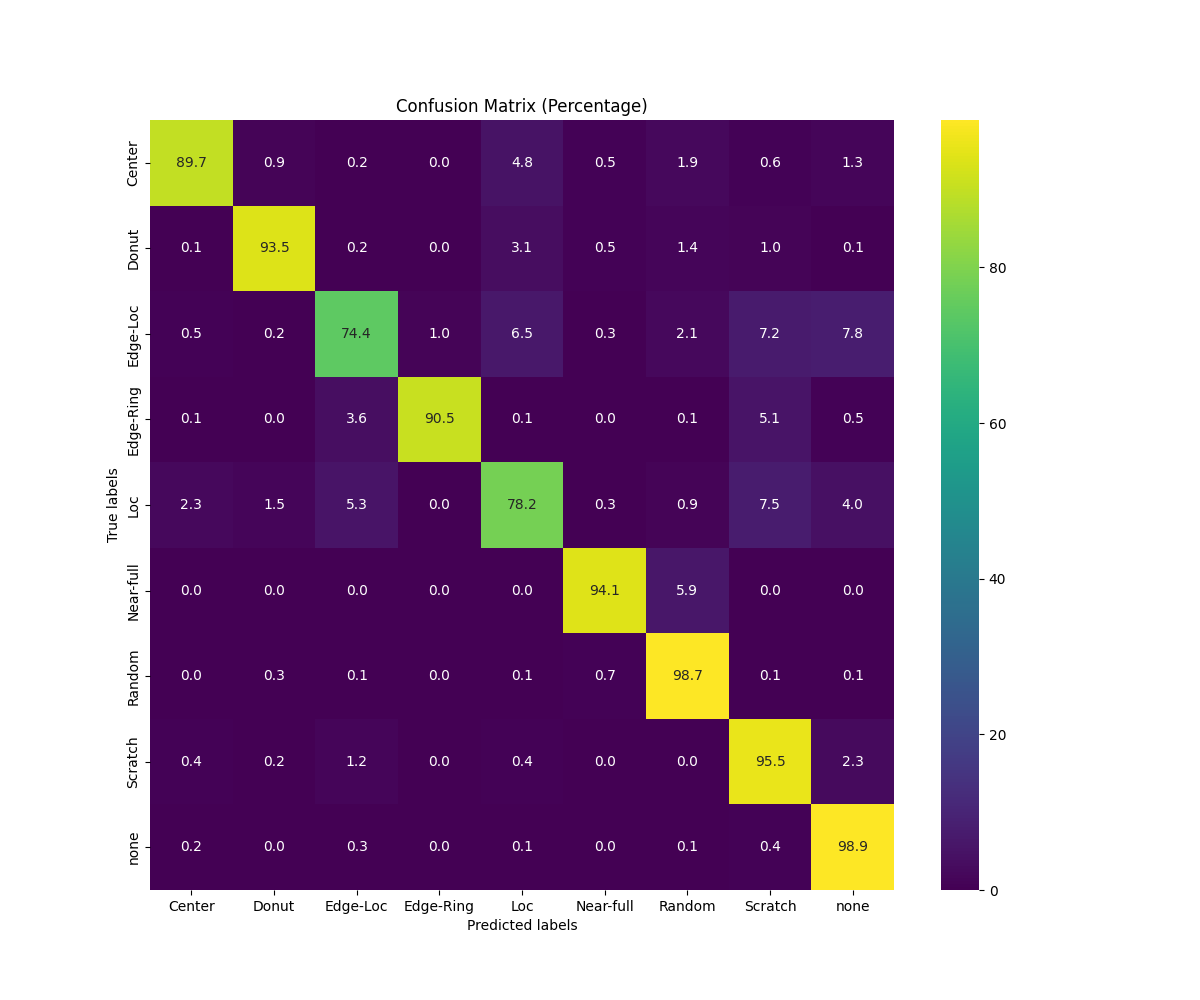 Confusion Matrix (Percentage)
True labels
Center 89.7 0.9 0.2 0.0 4.8 0.5 1.9 0.6 1.3
Donut 0.1 93.5 0.2 0.0 3.1 0.5 1.4 1.0 0.1
Edge-Loc 0.5 0.2 74.4 1.0 6.5 0.3 2.1 7.2 7.8
Edge-Ring 0.1 0.0 3.6 90.5 0.1 0.0 0.1 5.1 0.5
Loc 2.3 1.5 5.3 0.0 78.2 0.3 0.9 7.5 4.0
Near-full 0.0 0.0 0.0 0.0 0.0 94.1 5.9 0.0 0.0
Random 0.0 0.3 0.1 0.0 0.1 0.7 98.7 0.1 0.1
Scratch 0.4 0.2 1.2 0.0 0.4 0.0 0.0 95.5 2.3
none 0.2 0.0 0.3 0.0 0.1 0.0 0.1 0.4 98.9
Center Donut Edge-Loc Edge-Ring Loc Near-full Random Scratch none
Predicted labels
80
60
40
20
0